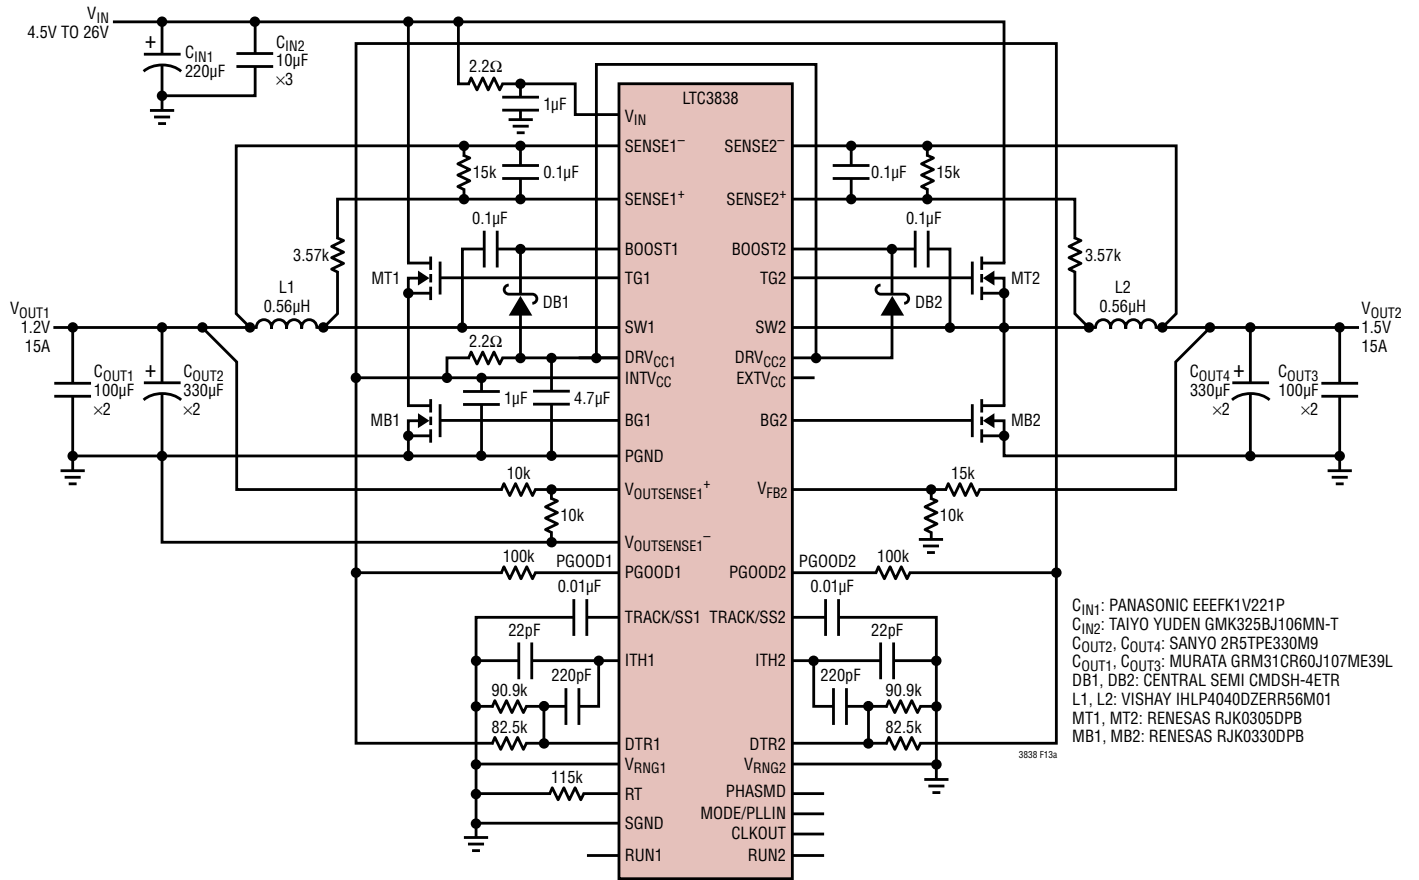 VIN
4.5V TO 26V
CIN1
220µF
CIN2
10µF
×3
2.2Ω
1µF
LTC3838
VIN
SENSE1–
SENSE2–
15k
0.1µF
0.1µF
15k
SENSE1+
SENSE2+
3.57k
0.1µF
0.1µF
3.57k
BOOST1
BOOST2
MT1
TG1
TG2
MT2
L1
0.56µH
DB1
DB2
L2
0.56µH
VOUT1
1.2V
15A
SW1
SW2
VOUT2
1.5V
15A
2.2Ω
DRVCC1
DRVCC2
INTVCC
EXTVCC
COUT1
100µF
×2
COUT2
330µF
×2
1µF
4.7µF
COUT4
330µF
×2
COUT3
100µF
×2
MB1
BG1
BG2
MB2
PGND
10k
VOUTSENSE1+
VFB2
15k
10k
10k
VOUTSENSE1–
100k
PGOOD1
PGOOD1
PGOOD2
PGOOD2
100k
0.01µF
0.01µF
TRACK/SS1
TRACK/SS2
22pF
22pF
ITH1
ITH2
220pF
220pF
90.9k
90.9k
82.5k
82.5k
DTR1
DTR2
VRNG1
VRNG2
115k
RT
PHASMD
MODE/PLLIN
SGND
CLKOUT
RUN1
RUN2
CIN1: PANASONIC EEEFK1V221P
CIN2: TAIYO YUDEN GMK325BJ106MN-T
COUT2, COUT4: SANYO 2R5TPE330M9
COUT1, COUT3: MURATA GRM31CR60J107ME39L
DB1, DB2: CENTRAL SEMI CMDSH-4ETR
L1, L2: VISHAY IHLP4040DZERR56M01
MT1, MT2: RENESAS RJK0305DPB
MB1, MB2: RENESAS RJK0330DPB
3838 F13a